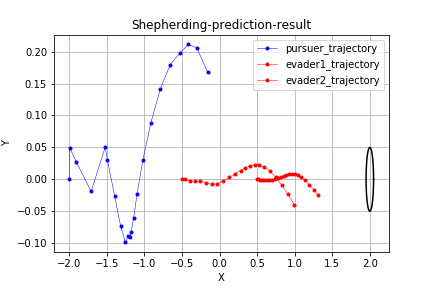 Shepherding-prediction-result
pursuer_trajectory
evader1_trajectory
evader2_trajectory
Y
0.20
0.15
0.10
0.05
0.00
−0.05
−0.10
−2.0 −1.5 −1.0 −0.5 0.0 0.5 1.0 1.5 2.0
X